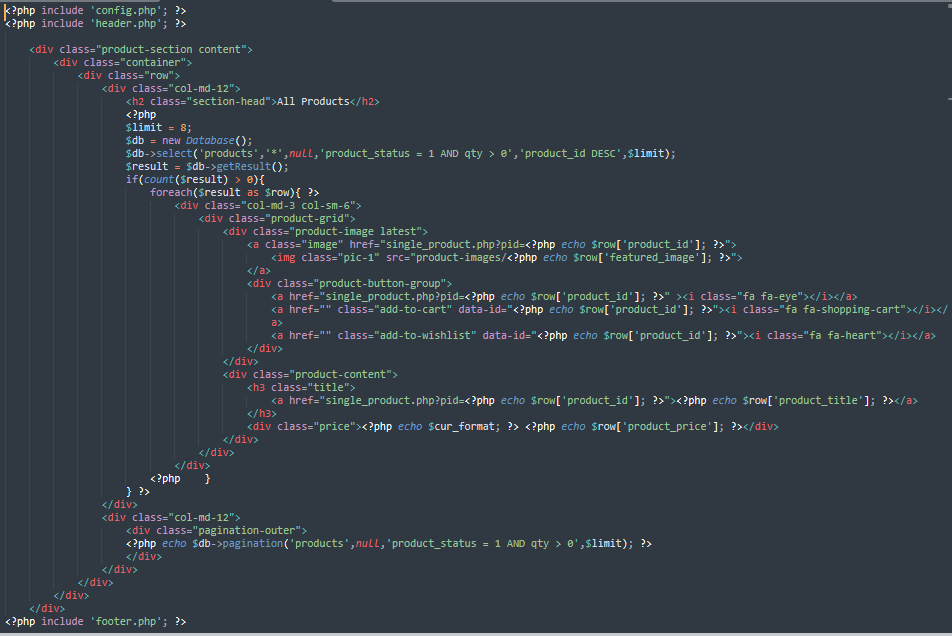 <?php include 'config.php'; ?>
<?php include 'header.php'; ?>

    <div class="product-section content">
        <div class="container">
            <div class="row">
                <div class="col-md-12">
                    <h2 class="section-head">All Products</h2>
                    <?php
                    $limit = 8;
                    $db = new Database();
                    $db->select('products','*',null,'product_status = 1 AND qty > 0','product_id DESC',$limit);
                    $result = $db->getResult();
                    if(count($result) > 0){
                        foreach($result as $row){ ?>
                            <div class="col-md-3 col-sm-6">
                                <div class="product-grid">
                                    <div class="product-image latest">
                                        <a class="image" href="single_product.php?pid=<?php echo $row['product_id']; ?>">
                                            <img class="pic-1" src="product-images/<?php echo $row['featured_image']; ?>">
                                        </a>
                                        <div class="product-button-group">
                                            <a href="single_product.php?pid=<?php echo $row['product_id']; ?>" ><i class="fa fa-eye"></i></a>
                                            <a href="" class="add-to-cart" data-id="<?php echo $row['product_id']; ?>"><i class="fa fa-shopping-cart"></i></
                                            a>
                                            <a href="" class="add-to-wishlist" data-id="<?php echo $row['product_id']; ?>"><i class="fa fa-heart"></i></a>
                                        </div>
                                    </div>
                                    <div class="product-content">
                                        <h3 class="title">
                                            <a href="single_product.php?pid=<?php echo $row['product_id']; ?>"><?php echo $row['product_title']; ?></a>
                                        </h3>
                                        <div class="price"><?php echo $cur_format; ?> <?php echo $row['product_price']; ?></div>
                                    </div>
                                </div>
                            </div>
                        <?php    }
                    } ?>
                </div>
                <div class="col-md-12">
                    <div class="pagination-outer">
                    <?php echo $db->pagination('products',null,'product_status = 1 AND qty > 0',$limit); ?>
                    </div>
                </div>
            </div>
        </div>
    </div>
<?php include 'footer.php'; ?>